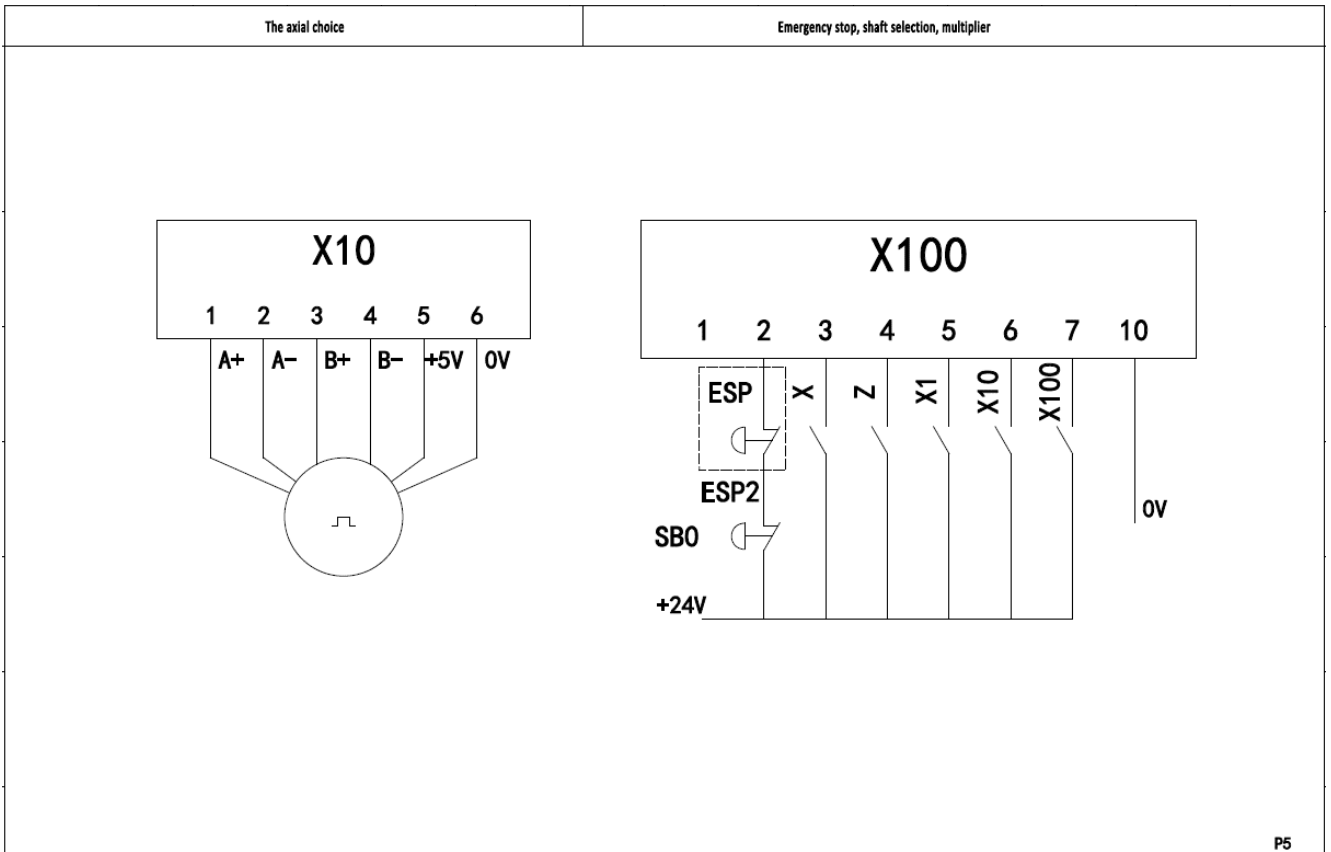 The axial choice
Emergency stop, shaft selection, multiplier
X10
1 2 3 4 5 6
A+ A- B+ B- +5V 0V
X100
1 2 3 4 5 6 7 10
ESP X Z X1 X10 X100
ESP2
SB0
0V
+24V
P5